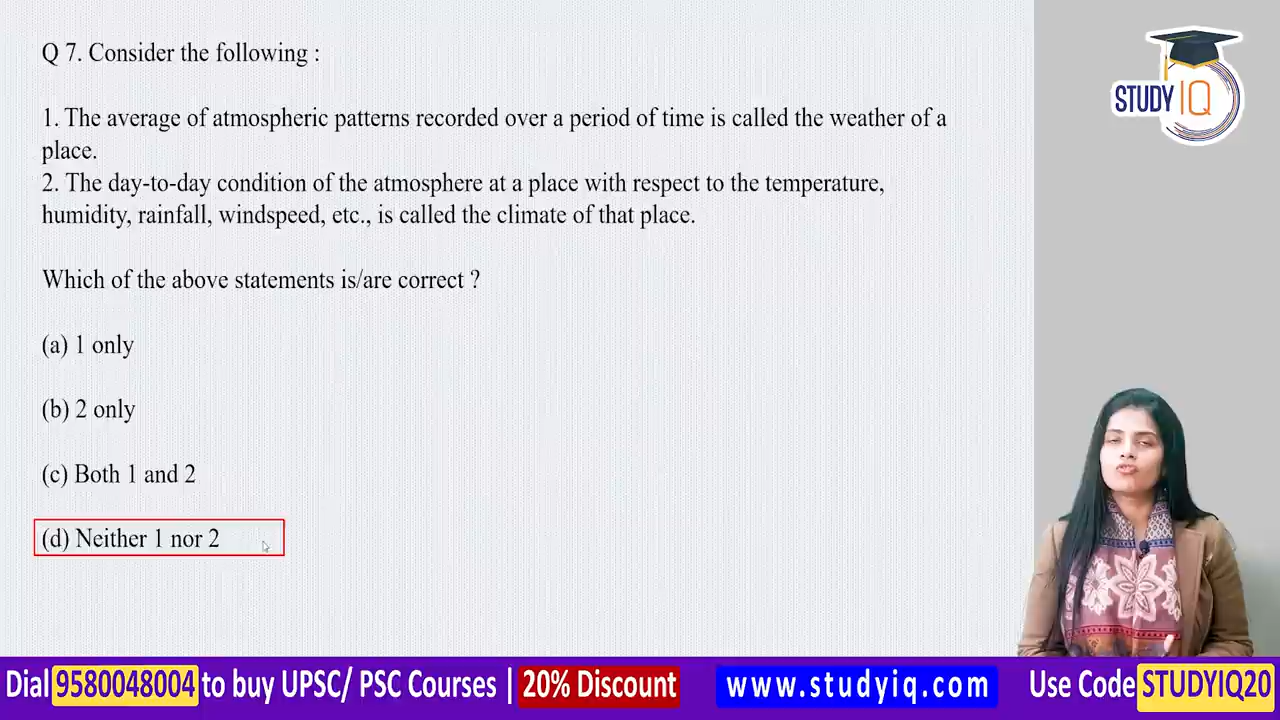 Q 7. Consider the following :
1. The average of atmospheric patterns recorded over a period of time is called the weather of a
place.
2. The day-to-day condition of the atmosphere at a place with respect to the temperature,
humidity, rainfall, windspeed, etc., is called the climate of that place.
Which of the above statements is/are correct ?
(a) 1 only
(b) 2 only
(c) Both 1 and 2
(d) Neither 1 nor 2
STUDY IQ
Dial 9580048004 to buy UPSC/ PSC Courses | 20% Discount www.studyiq.com Use Code STUDYIQ20